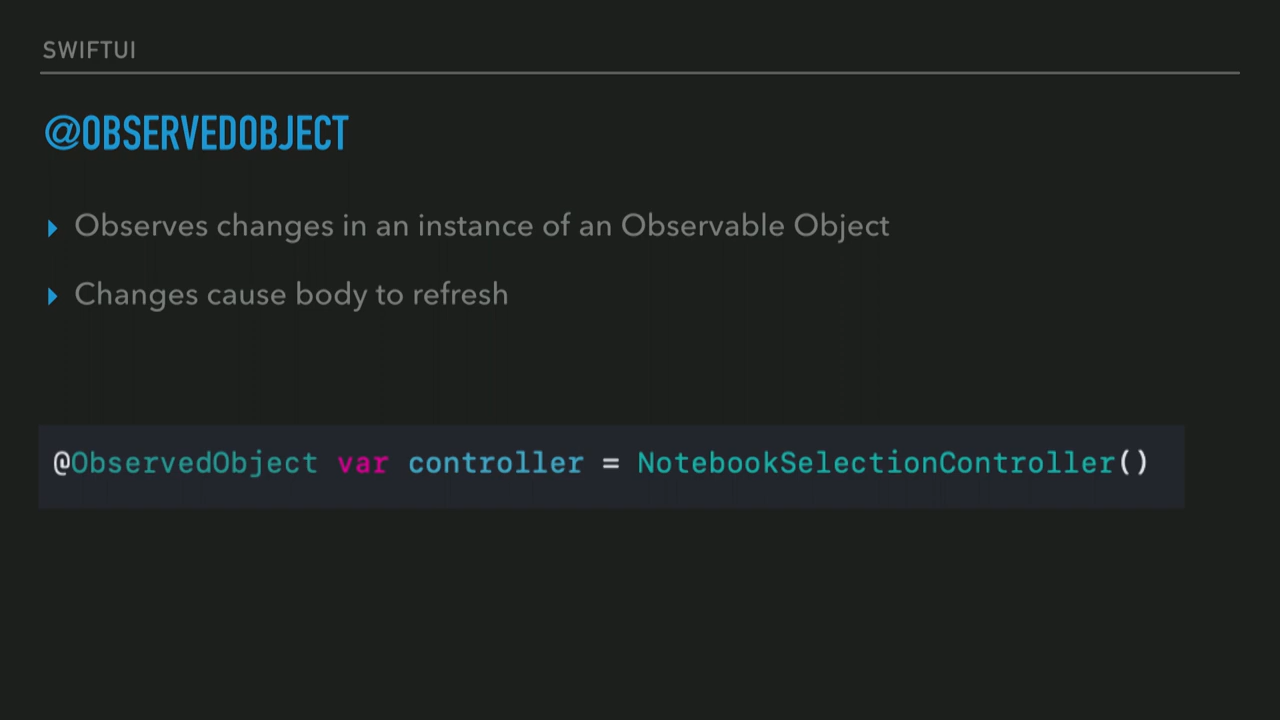 SWIFTUI
@OBSERVEDOBJECT
Observes changes in an instance of an Observable Object
Changes cause body to refresh
@ObservedObject var controller = NotebookSelectionController()